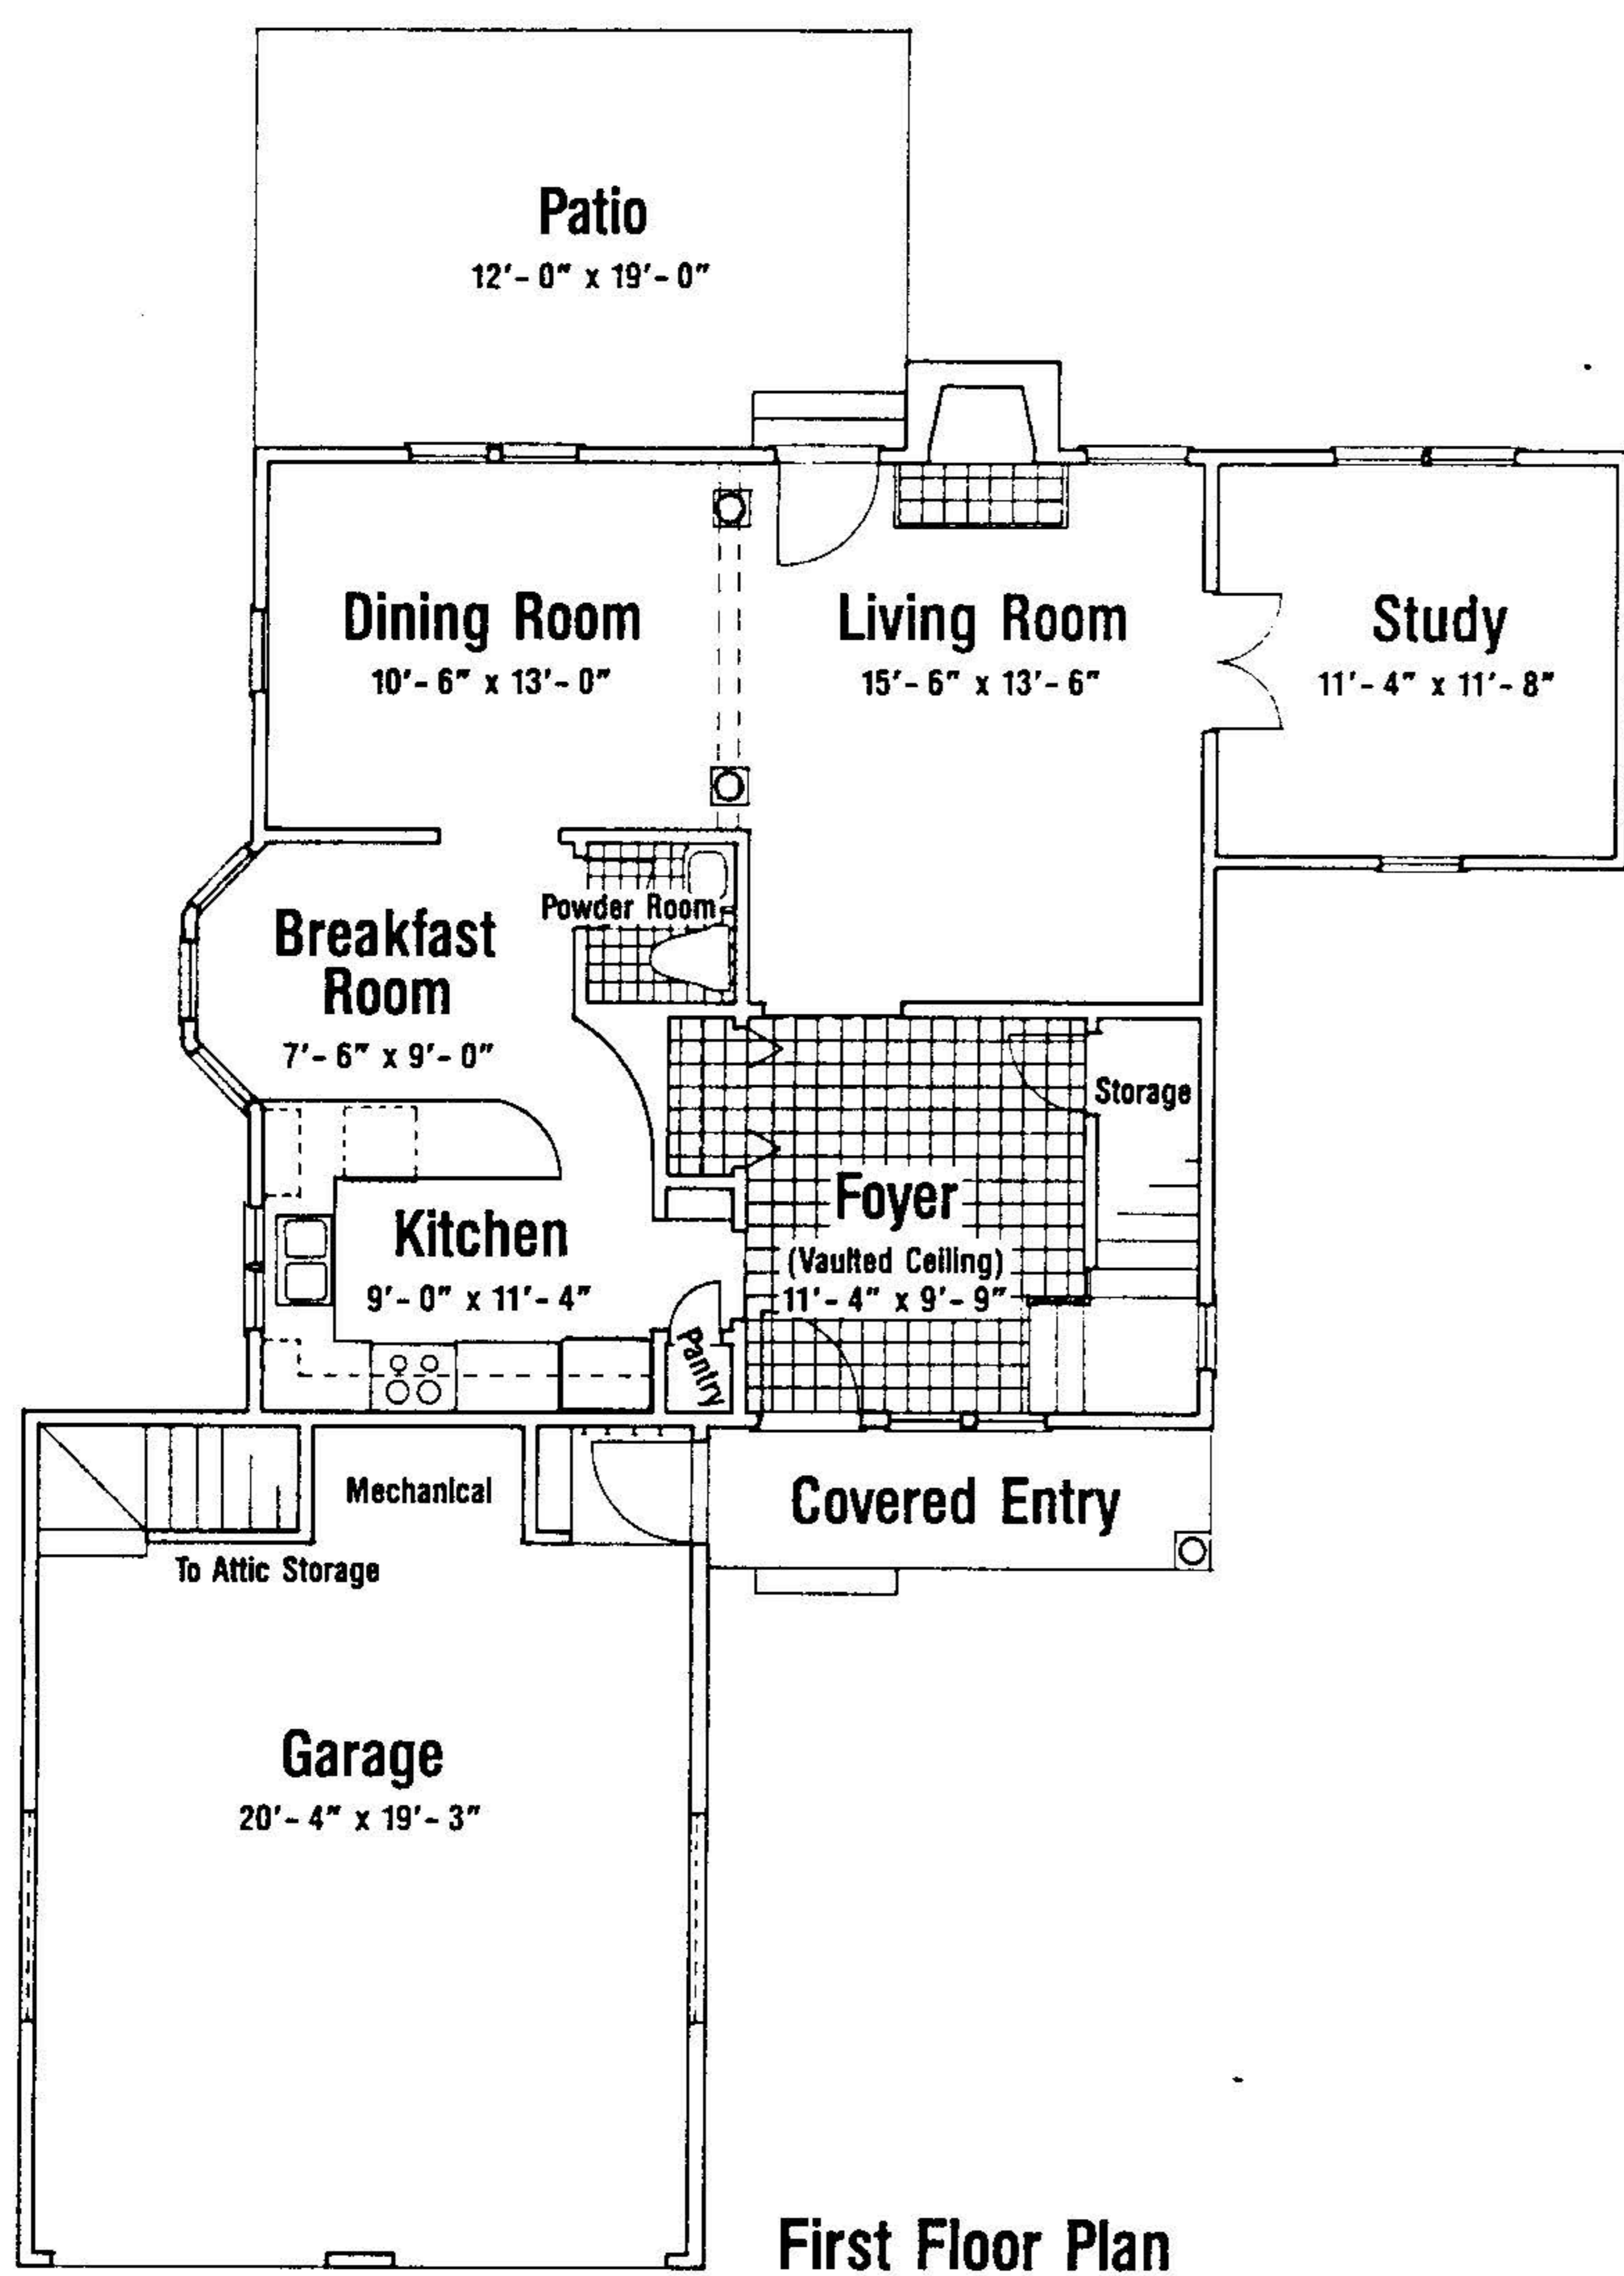 Patio
12'- 0" x 19'- 0"
Dining Room
10'- 6" x 13'- 0"
Living Room
15'- 6" x 13'- 6"
Study
11'- 4" x 11'- 8"
Powder Room
Breakfast
Room
7'- 6" x 9'- 0"
Storage
Foyer
(Vaulted Ceiling)
11'- 4" x 9'- 9"
Kitchen
9'- 0" x 11'- 4"
Pantry
Mechanical
Covered Entry
To Attic Storage
Garage
20'- 4" x 19'- 3"
First Floor Plan